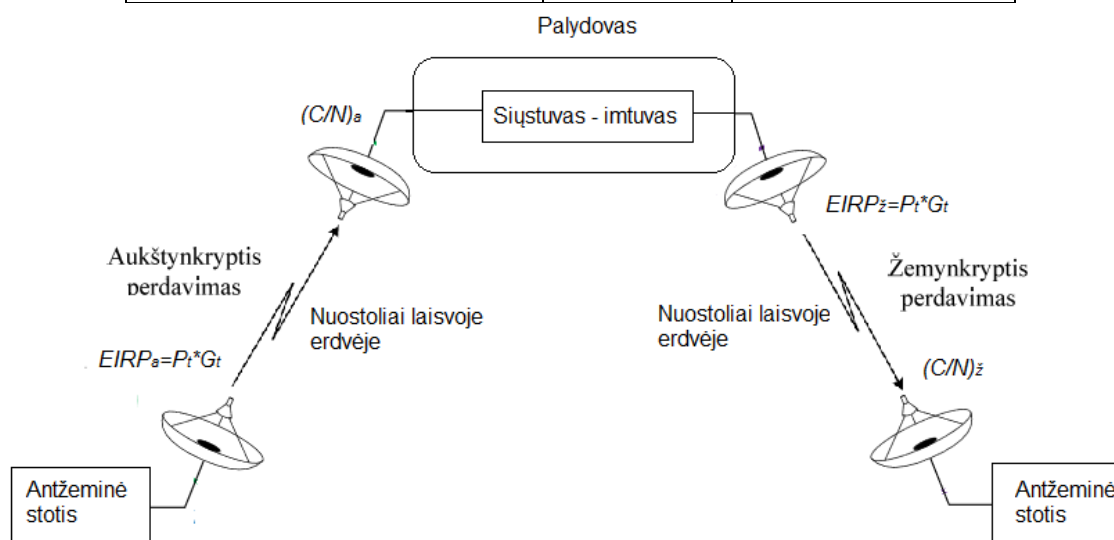 Palydovas
(C/N)a
Siųstuvas - imtuvas
EIRPž=Pt*Gt
Aukštynkryptis
perdavimas
Žemynkryptis
perdavimas
Nuostoliai laisvoje
erdvėje
Nuostoliai laisvoje
erdvėje
EIRPa=Pt*Gt
(C/N)ž
Antžeminė
stotis
Antžeminė
stotis